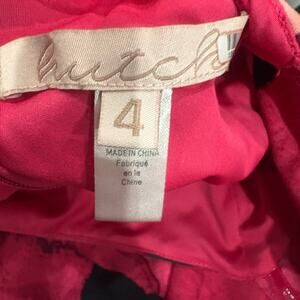 hutch
4
MADE IN CHINA
Fabriqué
en la
Chine